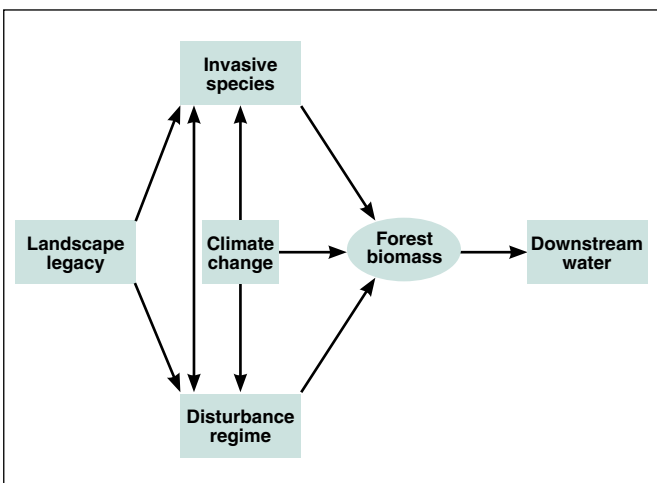 Invasive
species
Landscape
legacy
Climate
change
Forest
biomass
Downstream
water
Disturbance
regime